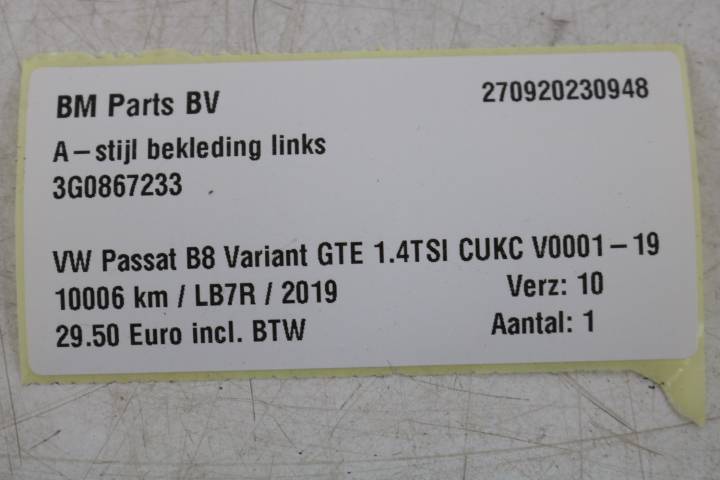 BM Parts BV 270920230948
A-stijl bekleding links
3G0867233
VW Passat B8 Variant GTE 1.4TSI CUKC V0001-19
10006 km / LB7R / 2019 Verz: 10
29.50 Euro incl. BTW Aantal: 1